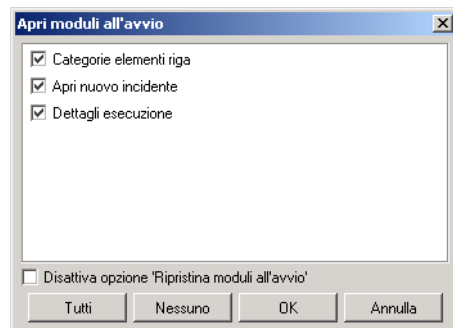 Apri moduli all'avvio
Categorie elementi riga
Apri nuovo incidente
Dettagli esecuzione
Disattiva opzione 'Ripristina moduli all'avvio'
Tutti Nessuno OK Annulla